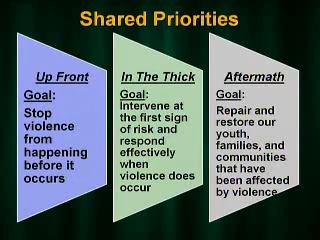 Shared Priorities
Up Front
Goal:
Stop
violence
from
happening
before it
occurs
In The Thick
Goal:
Intervene at
the first sign
of risk and
respond
effectively
when
violence does
occur
Aftermath
Goal:
Repair and
restore our
youth,
families, and
communities
that have
been affected
by violence